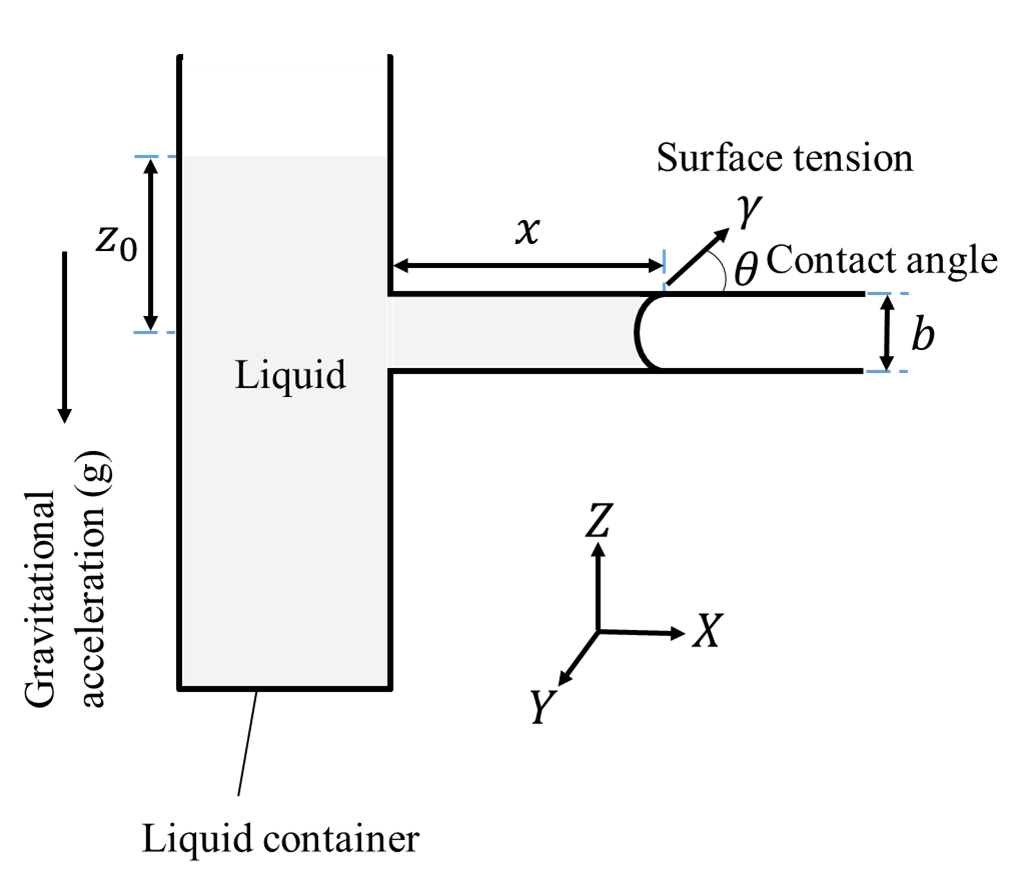 Surface tension
γ
x
z₀
θ Contact angle
b
Liquid
Gravitational
acceleration (g)
Z
X
Y
Liquid container